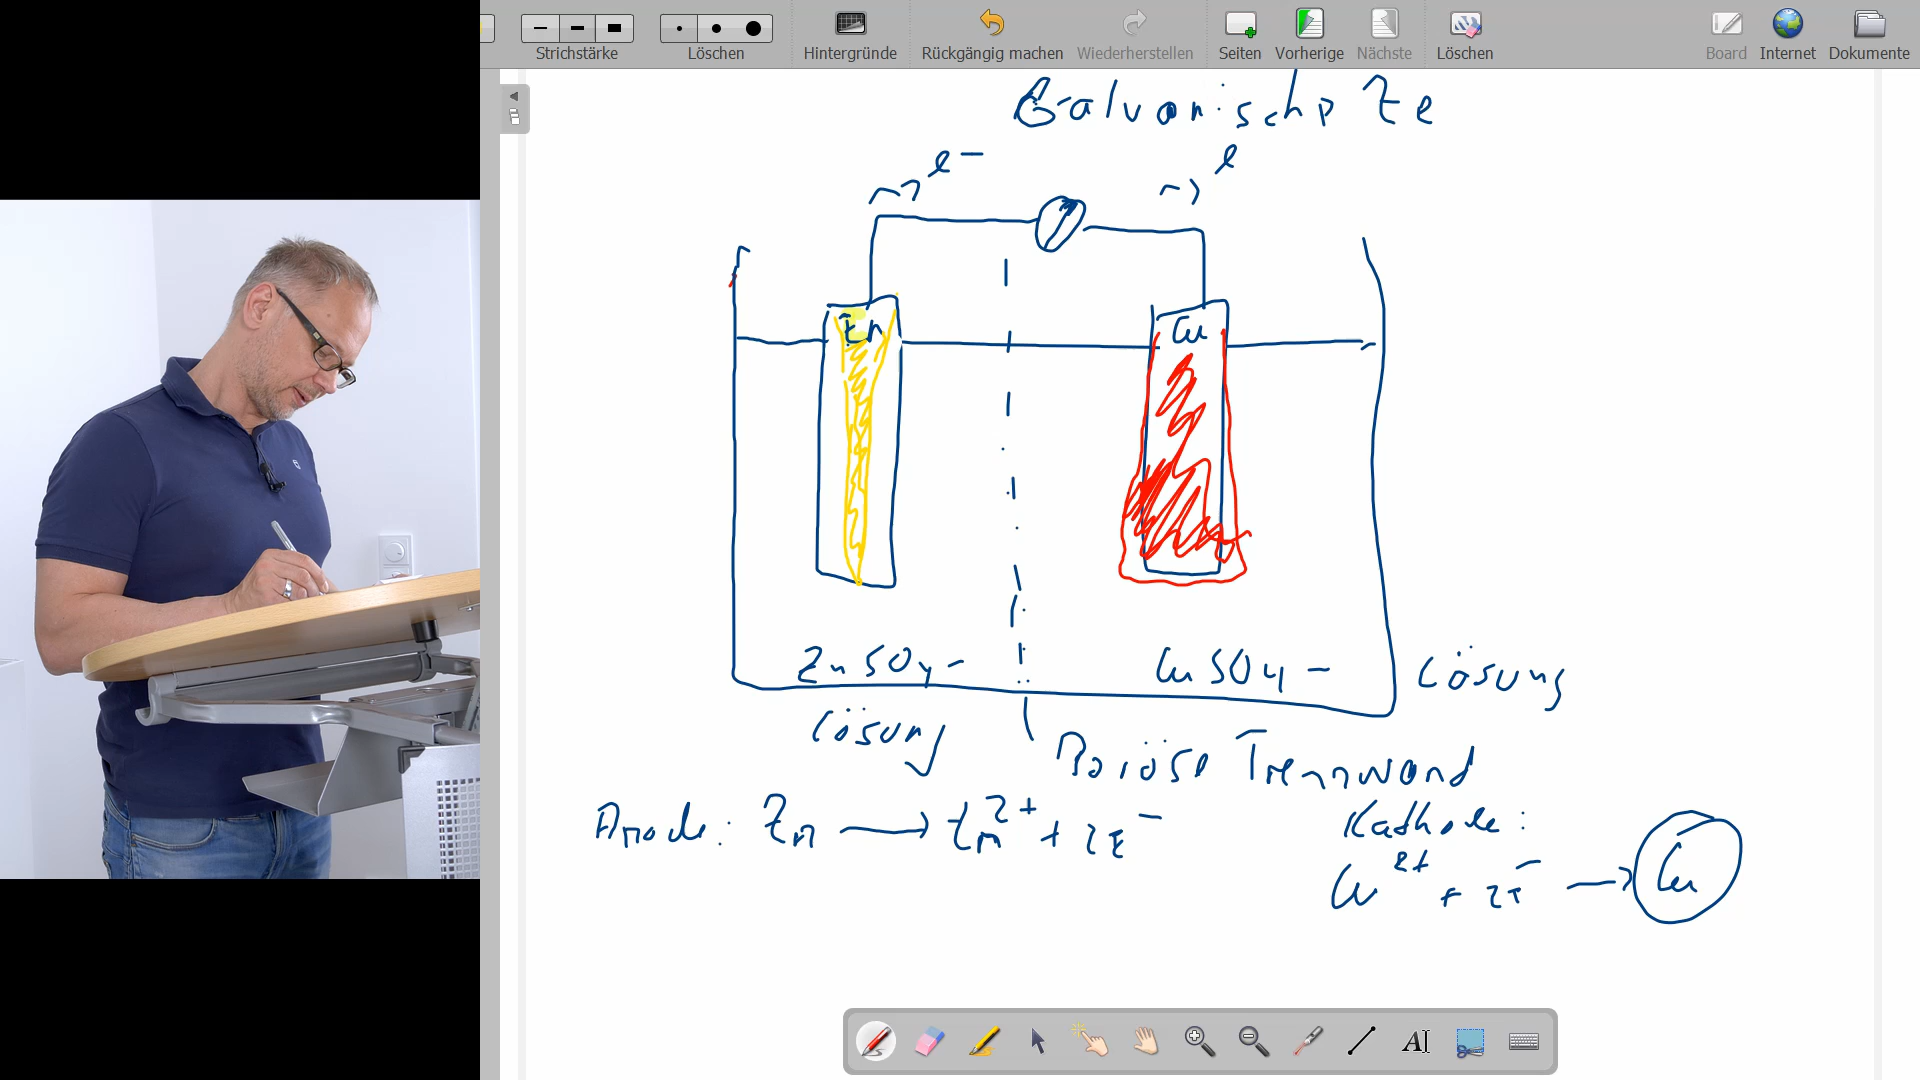 Strichstärke Löschen Hintergründe Rückgängig machen Wiederherstellen Seiten Vorherige Nächste Löschen Board Internet Dokumente
Galvanische Ze
e⁻ e
Zn Cu
ZnSO4- CuSO4- Lösung
Lösung Poröse Trennwand
Anode: Zn → Zn²⁺ + 2e⁻ Kathode:
Cu²⁺ + 2e⁻ → Cu